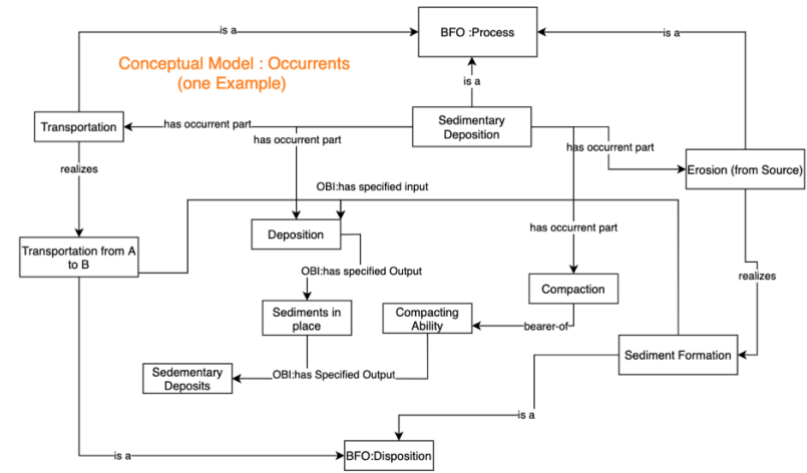 is a
BFO :Process
is a
Conceptual Model : Occurrents
(one Example)
is a
Transportation
has occurrent part
Sedimentary
Deposition
has occurrent part
has occurrent part
realizes
Erosion (from Source)
OBI:has specified input
Deposition
has occurrent part
Transportation from A
to B
OBI:has specified Output
realizes
Compaction
Sediments in
place
Compacting
Ability
bearer-of
Sediment Formation
Sedementary
Deposits
OBI:has Specified Output
is a
is a
BFO:Disposition